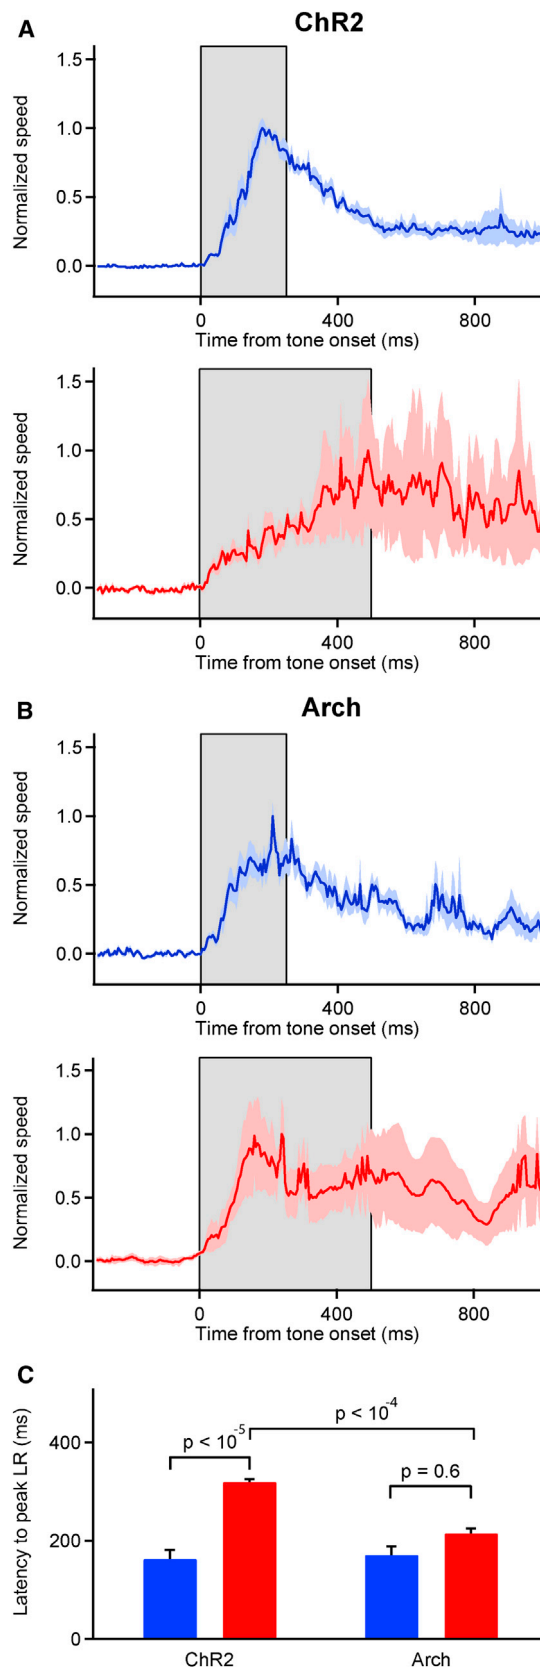 A
ChR2
Normalized speed
1.5
1.0
0.5
0.0
0 400 800
Time from tone onset (ms)
Normalized speed
1.5
1.0
0.5
0.0
0 400 800
Time from tone onset (ms)
B
Arch
Normalized speed
1.5
1.0
0.5
0.0
0 400 800
Time from tone onset (ms)
Normalized speed
1.5
1.0
0.5
0.0
0 400 800
Time from tone onset (ms)
C
Latency to peak LR (ms)
400
200
0
p < 10⁻⁵
p < 10⁻⁴
p = 0.6
ChR2 Arch